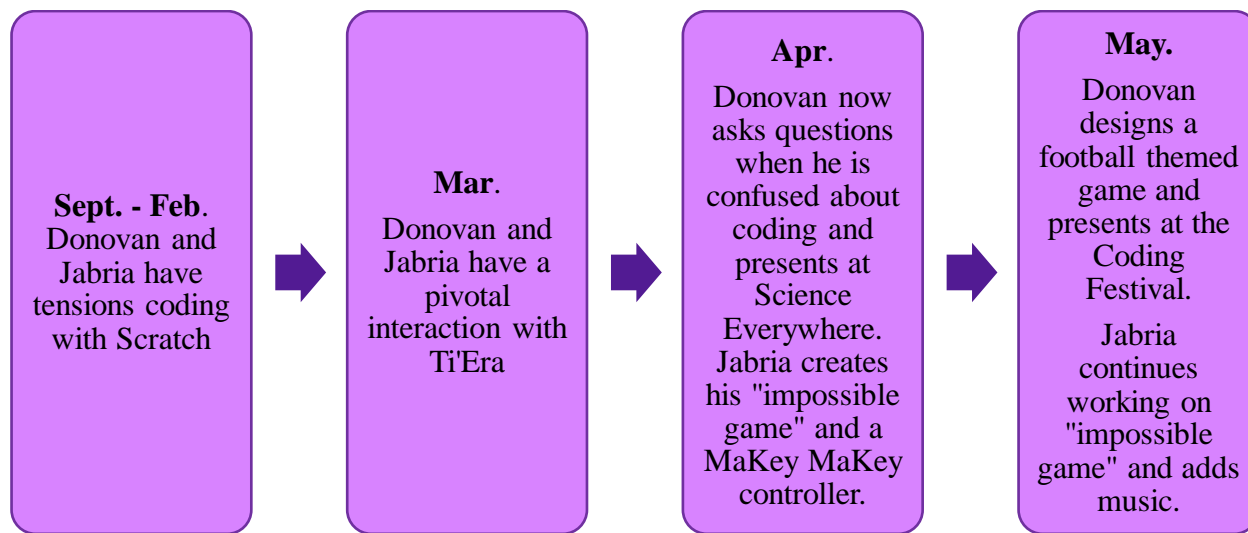 Sept. - Feb.
Donovan and
Jabria have
tensions coding
with Scratch
Mar.
Donovan and
Jabria have a
pivotal
interaction with
Ti'Era
Apr.
Donovan now
asks questions
when he is
confused about
coding and
presents at
Science
Everywhere.
Jabria creates
his "impossible
game" and a
MaKey MaKey
controller.
May.
Donovan
designs a
football themed
game and
presents at the
Coding
Festival.
Jabria
continues
working on
"impossible
game" and adds
music.